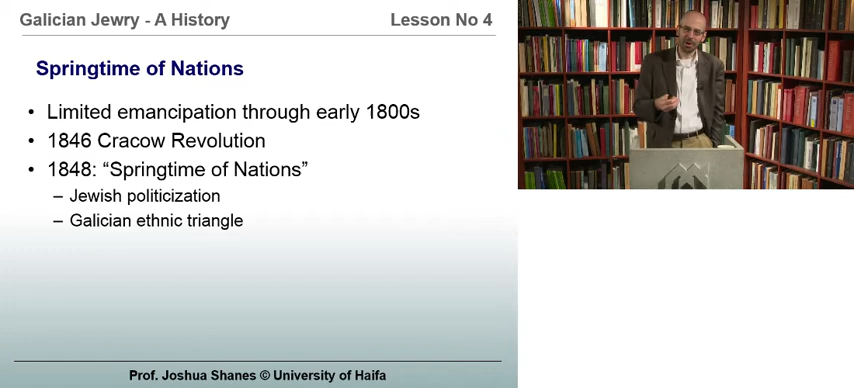 Galician Jewry - A History Lesson No 4
Springtime of Nations
• Limited emancipation through early 1800s
• 1846 Cracow Revolution
• 1848: “Springtime of Nations”
– Jewish politicization
– Galician ethnic triangle
Prof. Joshua Shanes © University of Haifa